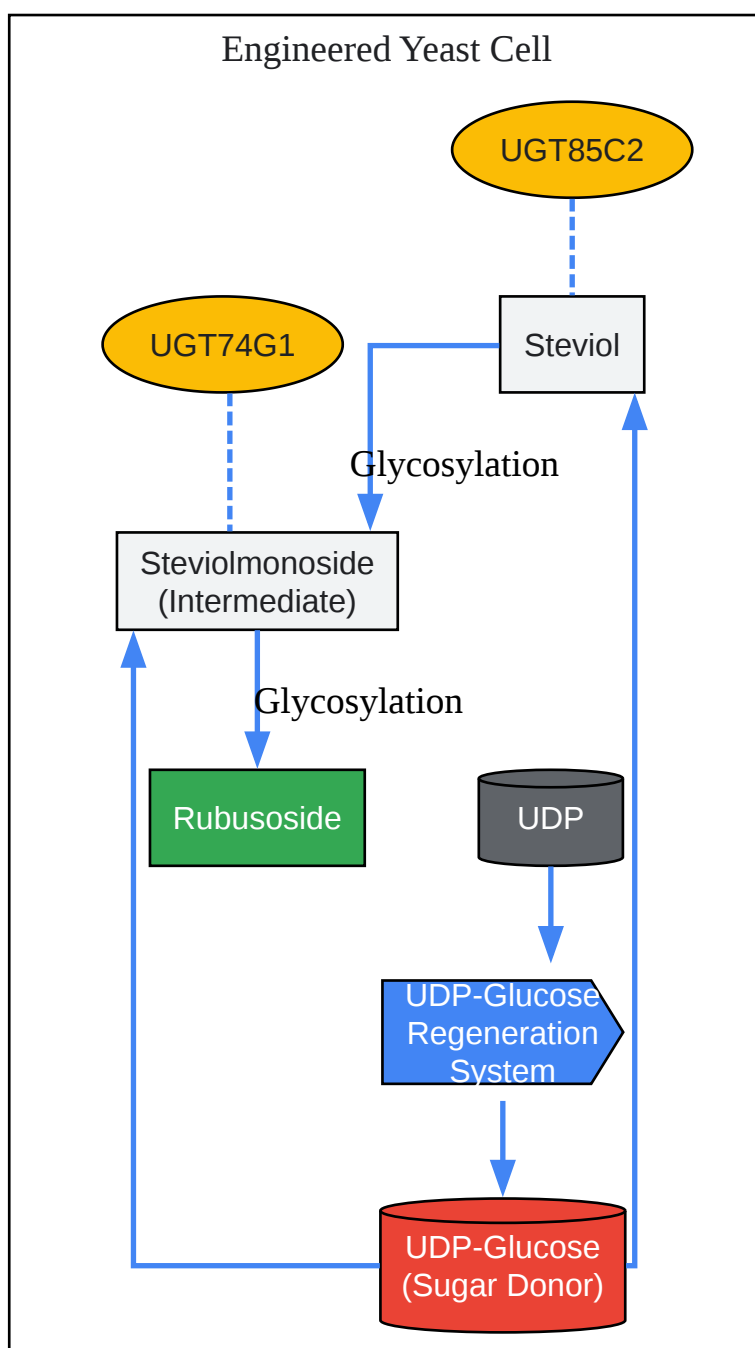 Engineered Yeast Cell
UGT85C2
UGT74G1
Steviol
Glycosylation
Steviolmonoside
(Intermediate)
Glycosylation
Rubusoside
UDP
UDP-Glucose
Regeneration
System
UDP-Glucose
(Sugar Donor)